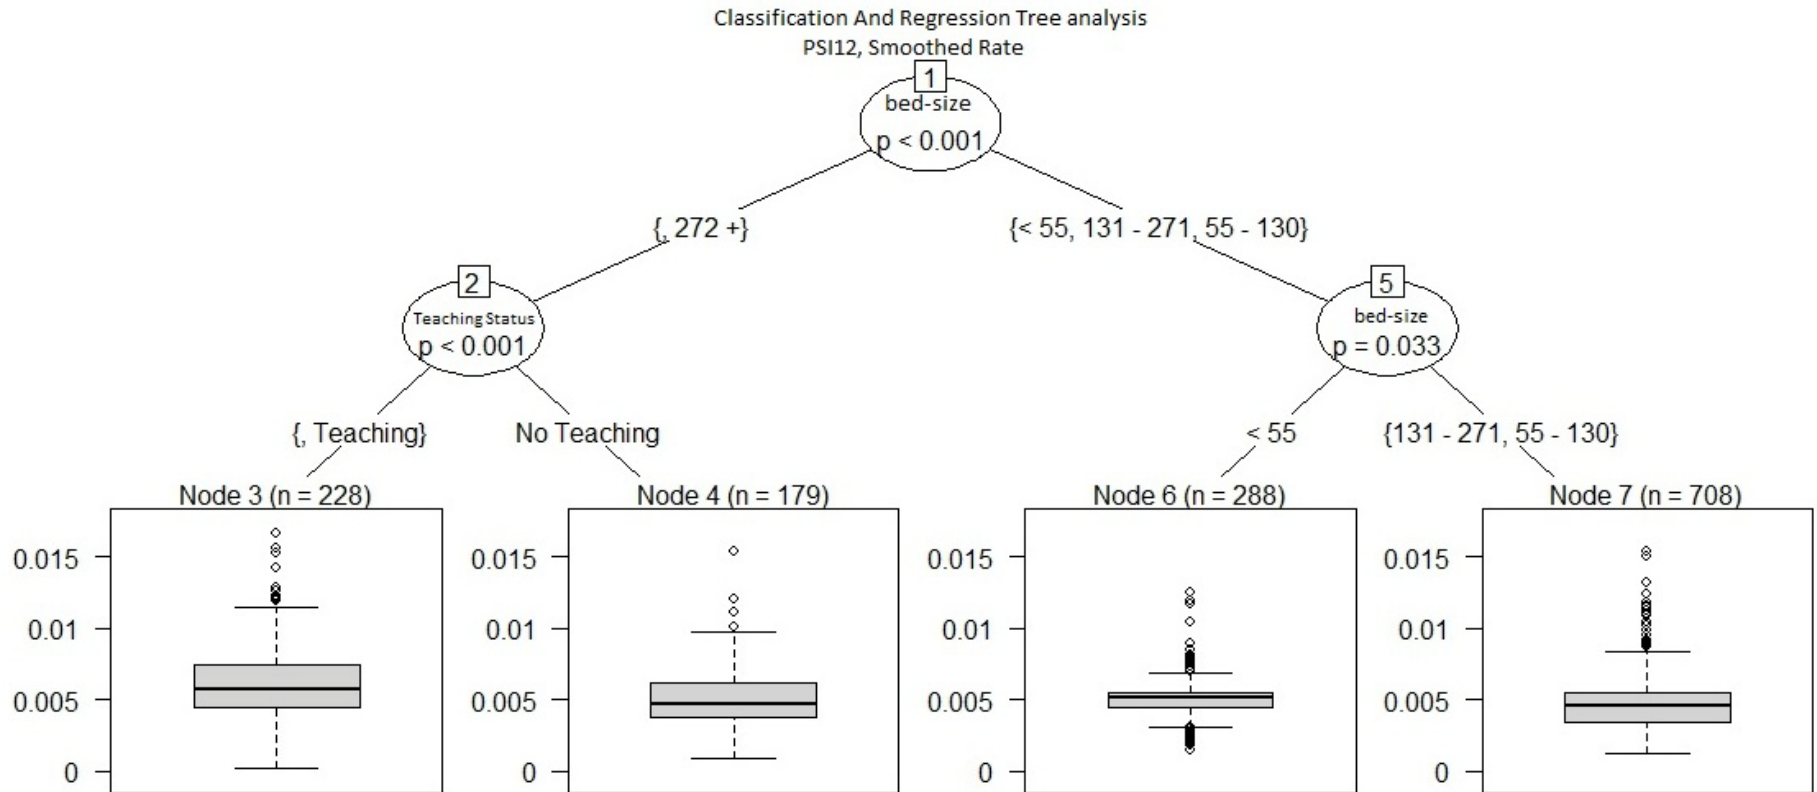 Classification And Regression Tree analysis
PSI12, Smoothed Rate
1
bed-size
p < 0.001
{, 272 +}
{< 55, 131 - 271, 55 - 130}
2
Teaching Status
p < 0.001
5
bed-size
p = 0.033
{, Teaching}
No Teaching
< 55
{131 - 271, 55 - 130}
Node 3 (n = 228)
0.015
0.01
0.005
0
Node 4 (n = 179)
0.015
0.01
0.005
0
Node 6 (n = 288)
0.015
0.01
0.005
0
Node 7 (n = 708)
0.015
0.01
0.005
0